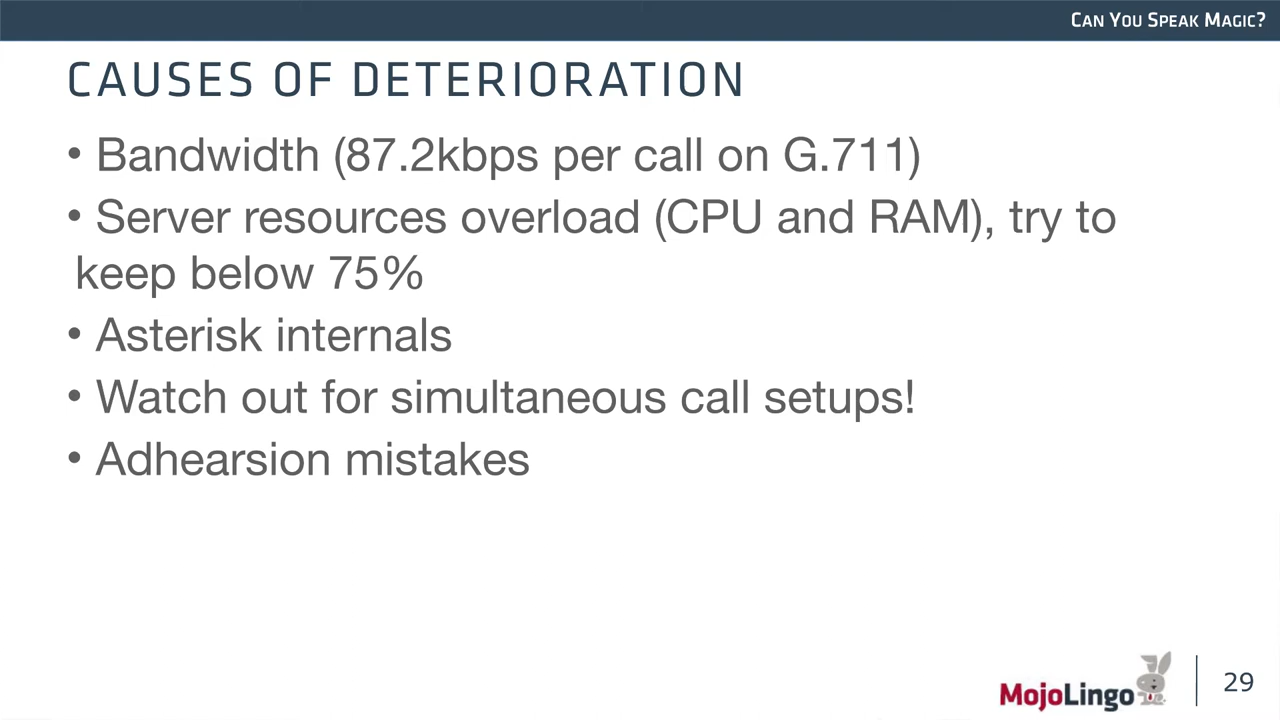 CAN YOU SPEAK MAGIC?
CAUSES OF DETERIORATION
• Bandwidth (87.2kbps per call on G.711)
• Server resources overload (CPU and RAM), try to
keep below 75%
• Asterisk internals
• Watch out for simultaneous call setups!
• Adhearsion mistakes
MojoLingo
29